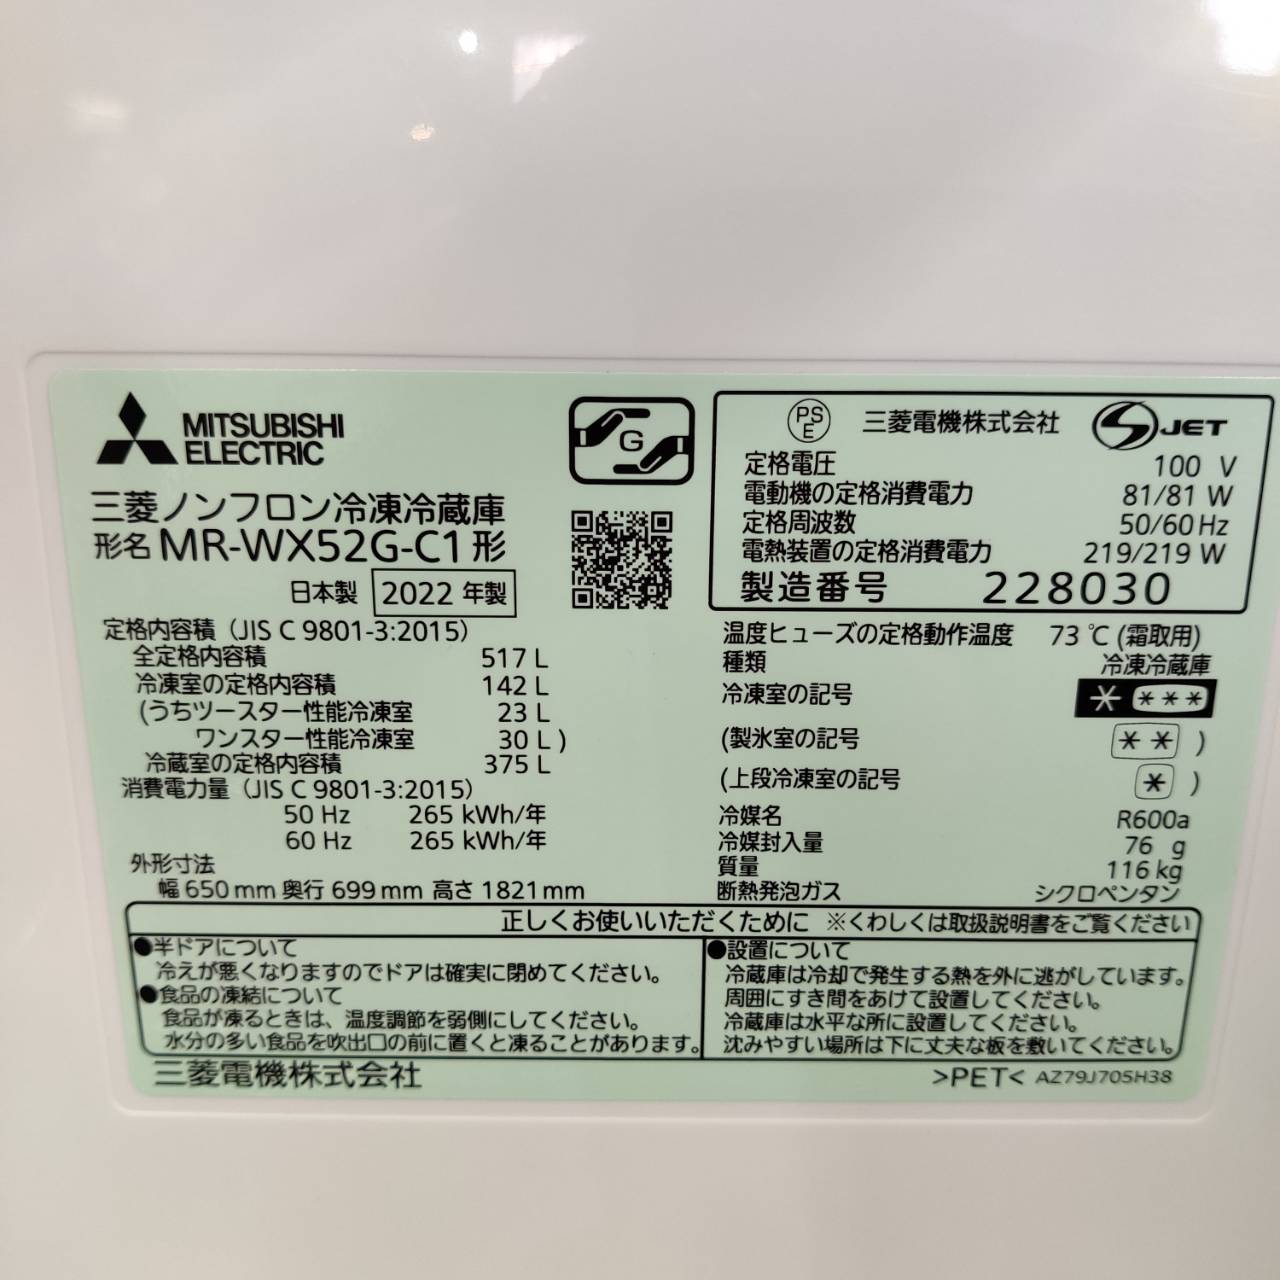 MITSUBISHI
ELECTRIC
G
三菱ノンフロン冷凍冷蔵庫
形名 MR-WX52G-C1 形
日本製 2022 年製
定格内容積（JIS C 9801-3:2015）
全定格内容積 517 L
冷凍室の定格内容積 142 L
(うちツースター性能冷凍室 23 L
ワンスター性能冷凍室 30 L )
冷蔵室の定格内容積 375 L
消費電力量（JIS C 9801-3:2015）
50 Hz 265 kWh/年
60 Hz 265 kWh/年
外形寸法
幅 650 mm 奥行 699 mm 高さ 1821 mm
PS
E 三菱電機株式会社 S JET
定格電圧 100 V
電動機の定格消費電力 81/81 W
定格周波数 50/60 Hz
電熱装置の定格消費電力 219/219 W
製造番号 228030
温度ヒューズの定格動作温度 73 ℃ (霜取用)
種類 冷凍冷蔵庫
冷凍室の記号 * ***
(製氷室の記号 ** )
(上段冷凍室の記号 * )
冷媒名 R600a
冷媒封入量 76 g
質量 116 kg
断熱発泡ガス シクロペンタン
正しくお使いいただくために ※くわしくは取扱説明書をご覧ください
●半ドアについて
冷えが悪くなりますのでドアは確実に閉めてください。
●食品の凍結について
食品が凍るときは、温度調節を弱側にしてください。
水分の多い食品を吹出口の前に置くと凍ることがあります。
●設置について
冷蔵庫は冷却で発生する熱を外に逃がしています。
周囲にすき間をあけて設置してください。
冷蔵庫は水平な所に設置してください。
沈みやすい場所は下に丈夫な板を敷いてください。
三菱電機株式会社 >PET< AZ79J705H38